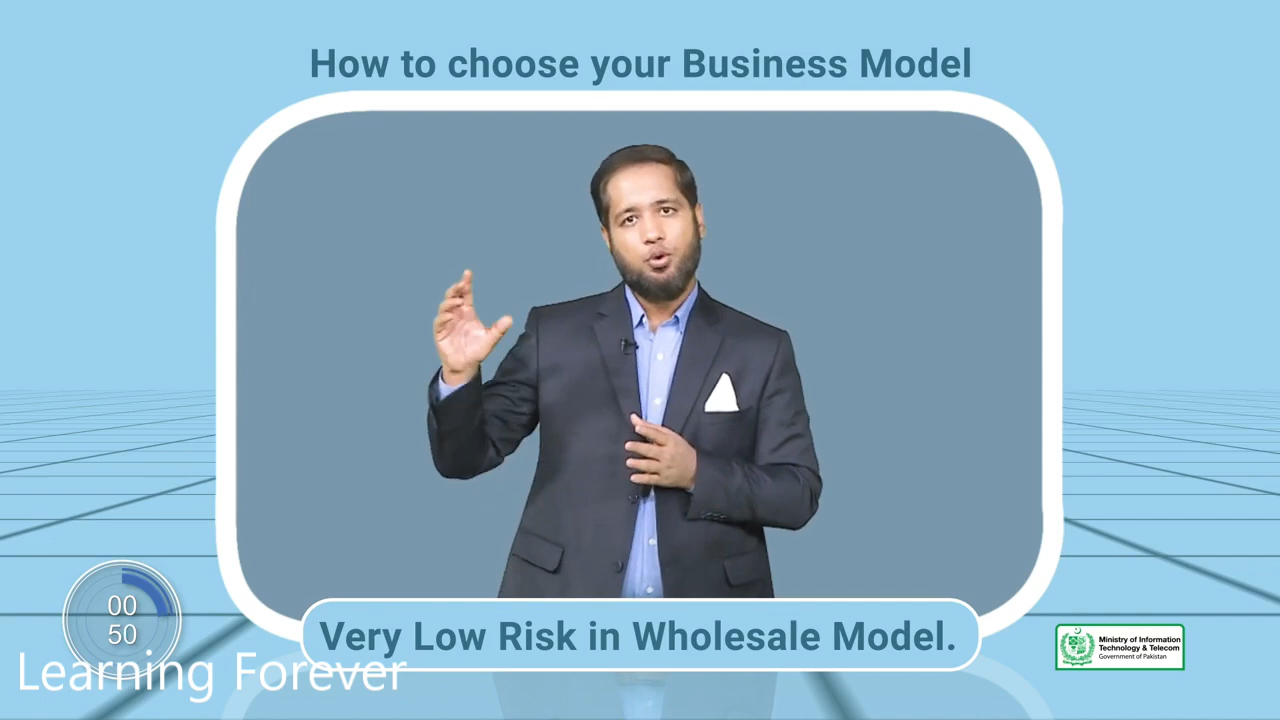 How to choose your Business Model
00
50
Very Low Risk in Wholesale Model.
Ministry of Information
Technology & Telecom
Government of Pakistan
Learning Forever